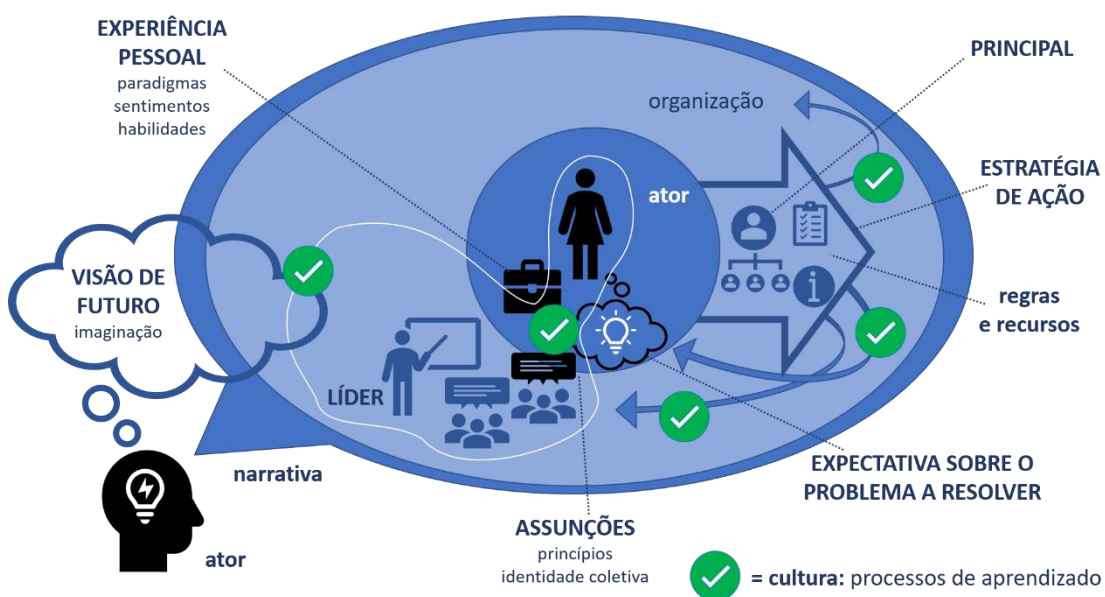 EXPERIÊNCIA
PESSOAL
paradigmas
sentimentos
habilidades
PRINCIPAL
organização
ESTRATÉGIA
DE AÇÃO
ator
VISÃO DE
FUTURO
imaginação
regras
e recursos
LÍDER
narrativa
EXPECTATIVA SOBRE O
PROBLEMA A RESOLVER
ASSUNÇÕES
princípios
identidade coletiva
ator
= cultura: processos de aprendizado